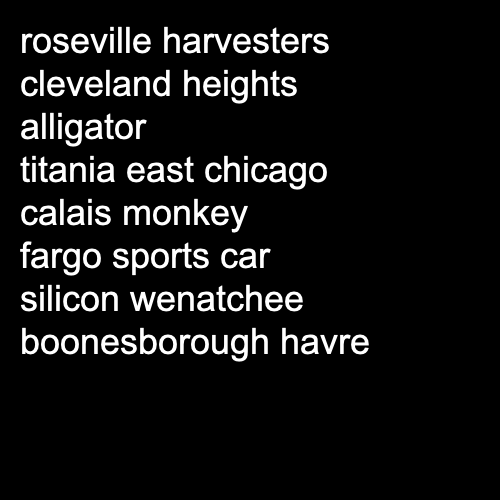 roseville harvesters
cleveland heights
alligator
titania east chicago
calais monkey
fargo sports car
silicon wenatchee
boonesborough havre